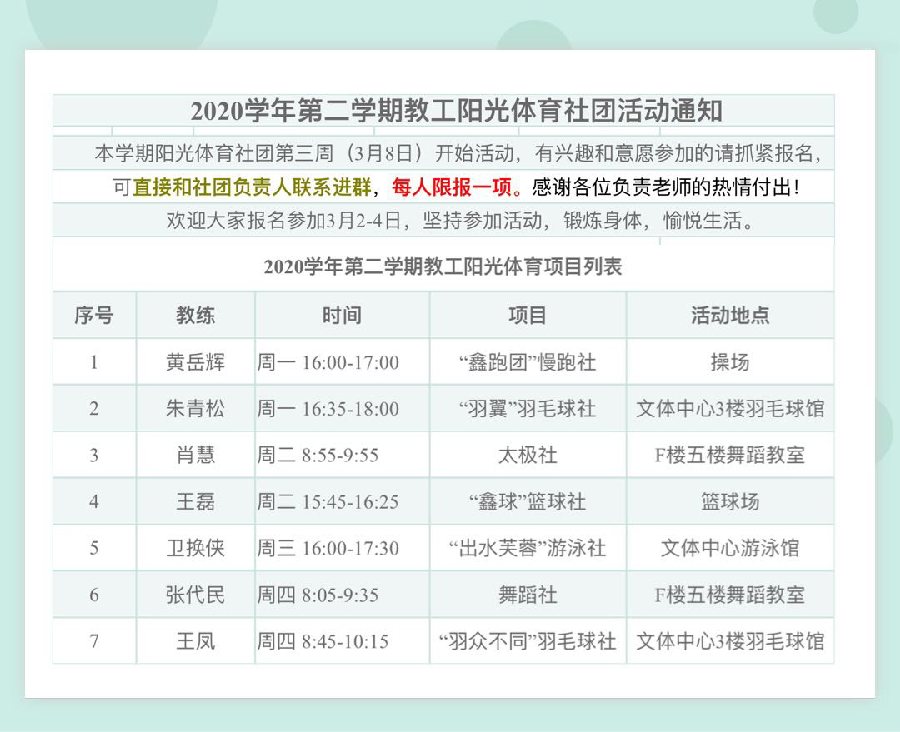 2020学年第二学期教工阳光体育社团活动通知
本学期阳光体育社团第三周（3月8日）开始活动，有兴趣和意愿参加的请抓紧报名，
可直接和社团负责人联系进群，每人限报一项。感谢各位负责老师的热情付出！
欢迎大家报名参加3月2-4日，坚持参加活动，锻炼身体，愉悦生活。
2020学年第二学期教工阳光体育项目列表
序号 教练 时间 项目 活动地点
1 黄岳辉 周一 16:00-17:00 “鑫跑团”慢跑社 操场
2 朱青松 周一 16:35-18:00 “羽翼”羽毛球社 文体中心3楼羽毛球馆
3 肖慧 周二 8:55-9:55 太极社 F楼五楼舞蹈教室
4 王磊 周二 15:45-16:25 “鑫球”篮球社 篮球场
5 卫换侠 周三 16:00-17:30 “出水芙蓉”游泳社 文体中心游泳馆
6 张代民 周四 8:05-9:35 舞蹈社 F楼五楼舞蹈教室
7 王凤 周四 8:45-10:15 “羽众不同”羽毛球社 文体中心3楼羽毛球馆